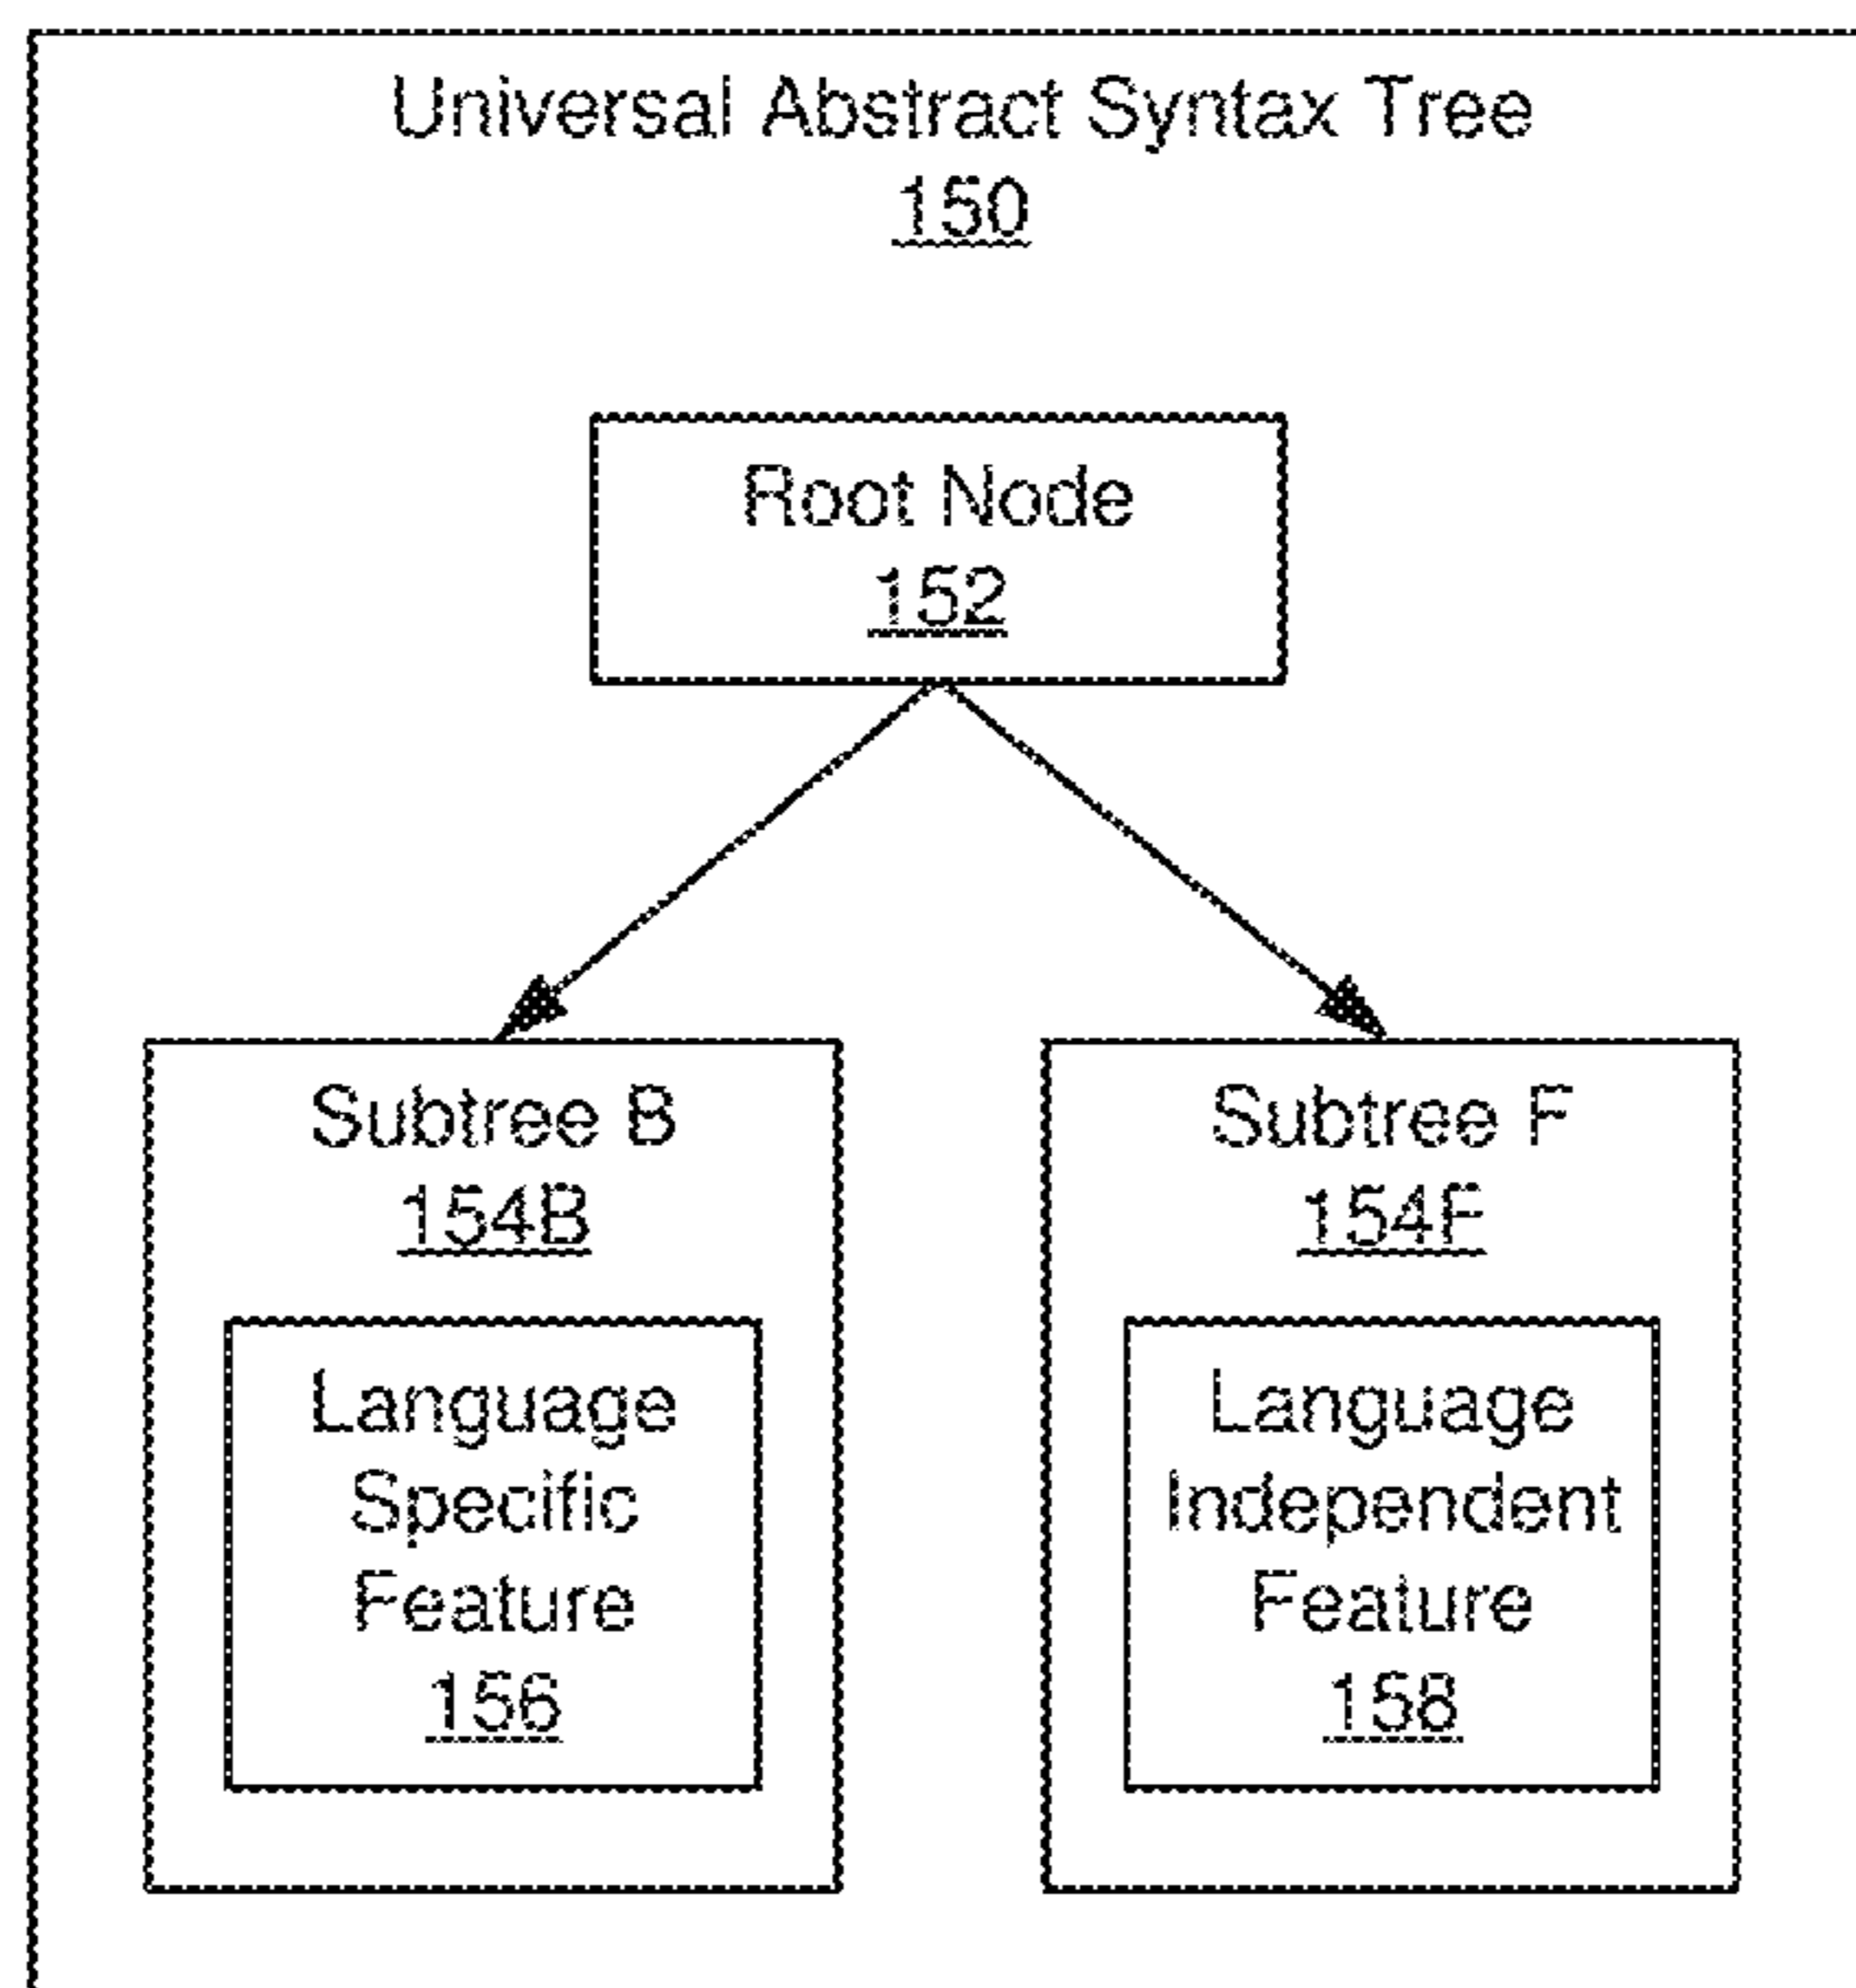 Universal Abstract Syntax Tree
150
Root Node
152
Subtree B
154B
Language
Specific
Feature
156
Subtree F
154F
Language
Independent
Feature
158